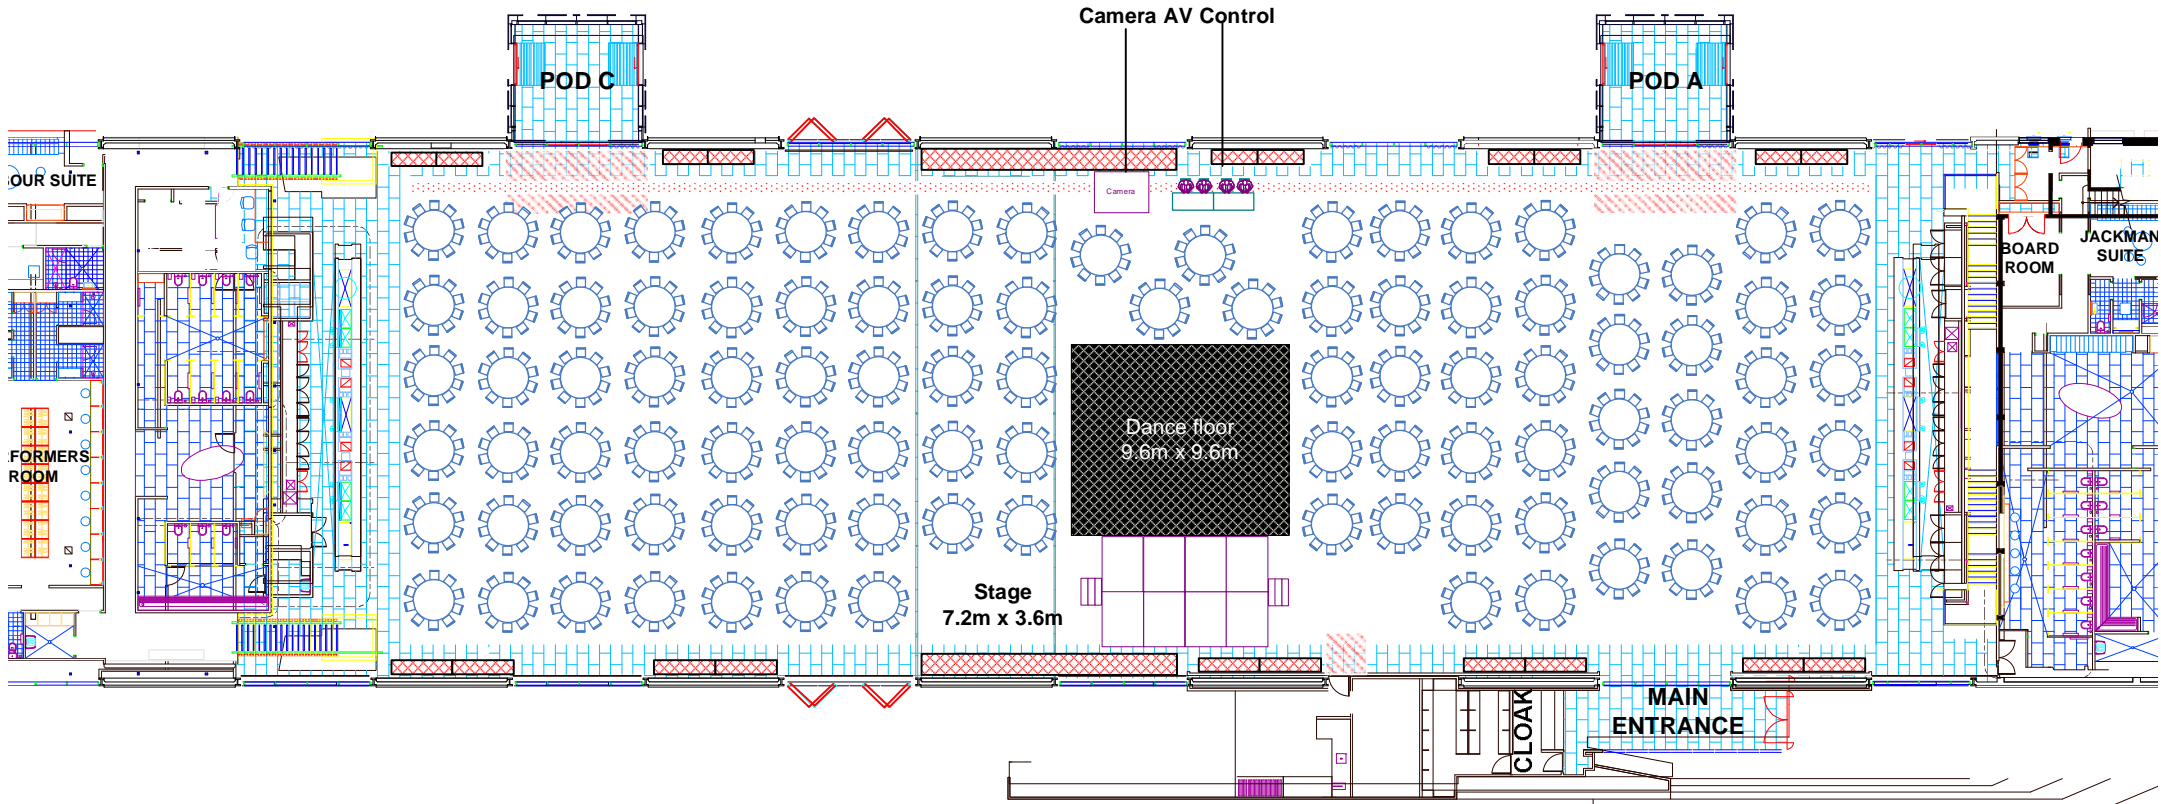 Camera AV Control
POD C
POD A
OUR SUITE
Camera
BOARD
ROOM
JACKMAN
SUITE
Dance floor
9.6m x 9.6m
FORMERS
ROOM
Stage
7.2m x 3.6m
MAIN
ENTRANCE
CLOAK